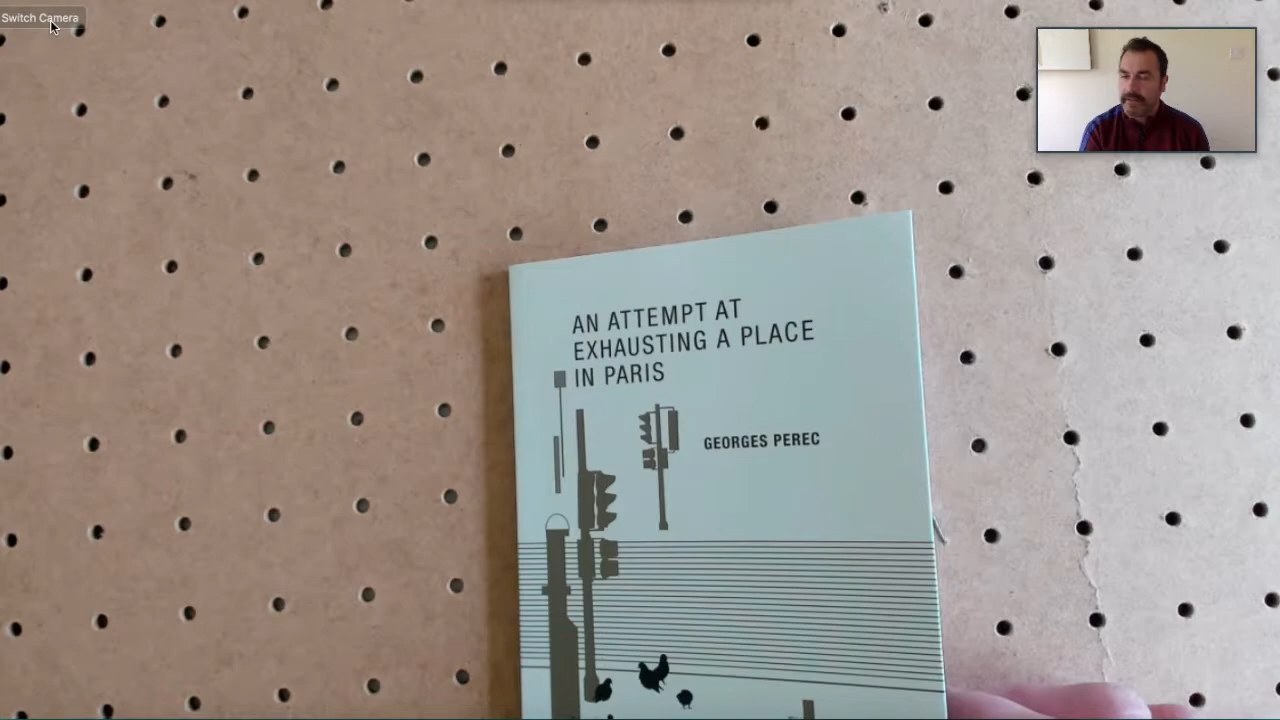 Switch Camera
AN ATTEMPT AT
EXHAUSTING A PLACE
IN PARIS
GEORGES PEREC